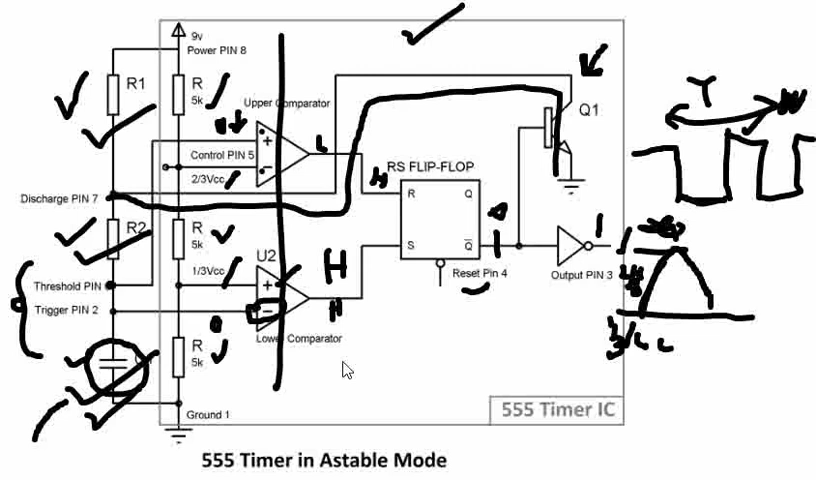 9v
Power PIN 8
R1
R
5k
Upper Comparator
+
Q1
Control PIN 5
-
L
RS FLIP-FLOP
2/3Vcc
R
Q
Discharge PIN 7
R2
R
5k
U2
H
S
Q
1
1
1/3Vcc
+
Reset Pin 4
Output PIN 3
Threshold PIN
Trigger PIN 2
-
H
Lower Comparator
R
5k
Ground 1
555 Timer IC
555 Timer in Astable Mode